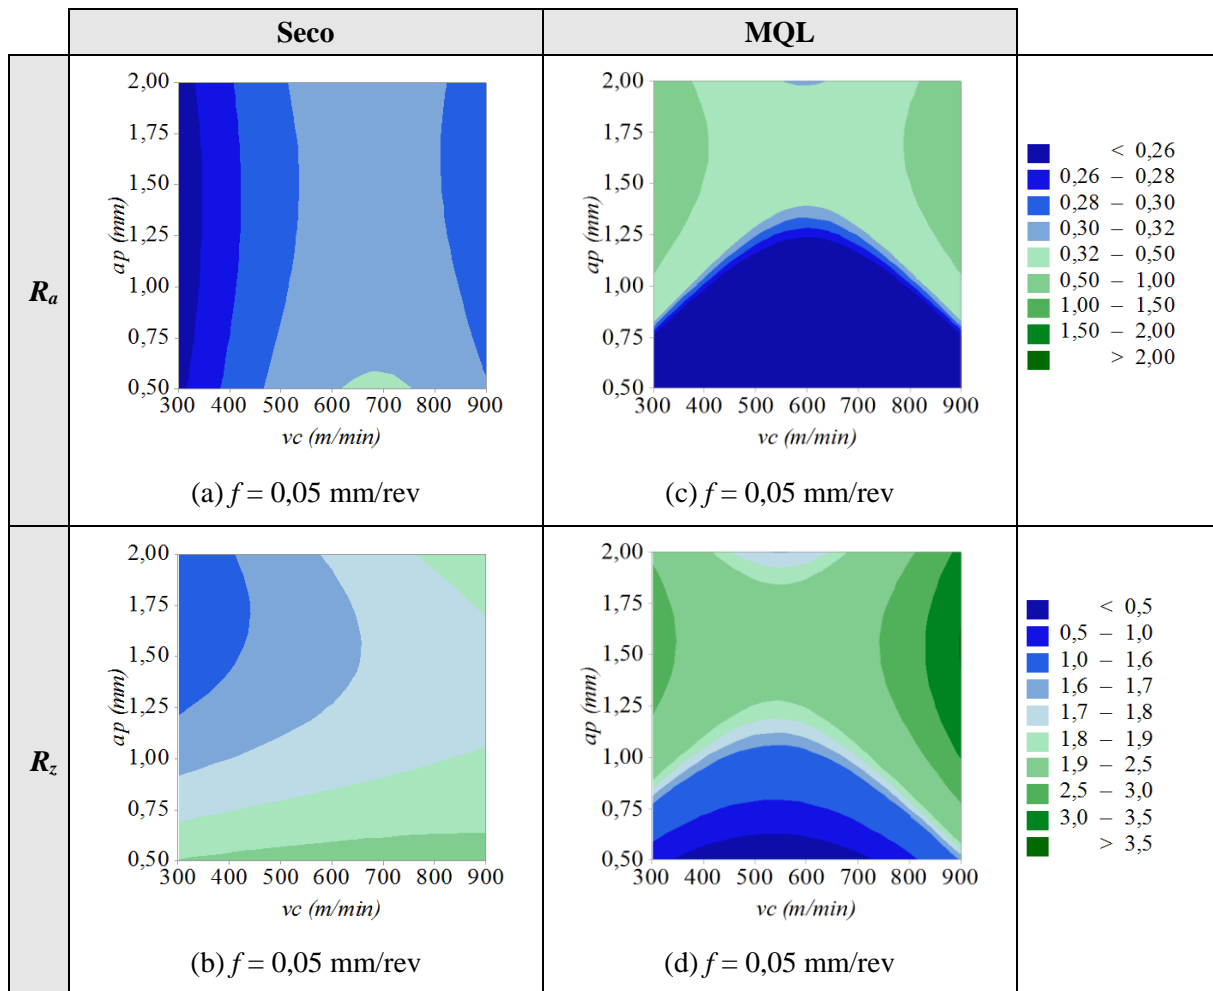 Seco MQL
R_a
2,00
1,75
1,50
1,25
1,00
0,75
0,50
ap (mm)
300 400 500 600 700 800 900
vc (m/min)
(a) f = 0,05 mm/rev
2,00
1,75
1,50
1,25
1,00
0,75
0,50
ap (mm)
300 400 500 600 700 800 900
vc (m/min)
(c) f = 0,05 mm/rev
< 0,26
0,26 – 0,28
0,28 – 0,30
0,30 – 0,32
0,32 – 0,50
0,50 – 1,00
1,00 – 1,50
1,50 – 2,00
> 2,00
R_z
2,00
1,75
1,50
1,25
1,00
0,75
0,50
ap (mm)
300 400 500 600 700 800 900
vc (m/min)
(b) f = 0,05 mm/rev
2,00
1,75
1,50
1,25
1,00
0,75
0,50
ap (mm)
300 400 500 600 700 800 900
vc (m/min)
(d) f = 0,05 mm/rev
< 0,5
0,5 – 1,0
1,0 – 1,6
1,6 – 1,7
1,7 – 1,8
1,8 – 1,9
1,9 – 2,5
2,5 – 3,0
3,0 – 3,5
> 3,5